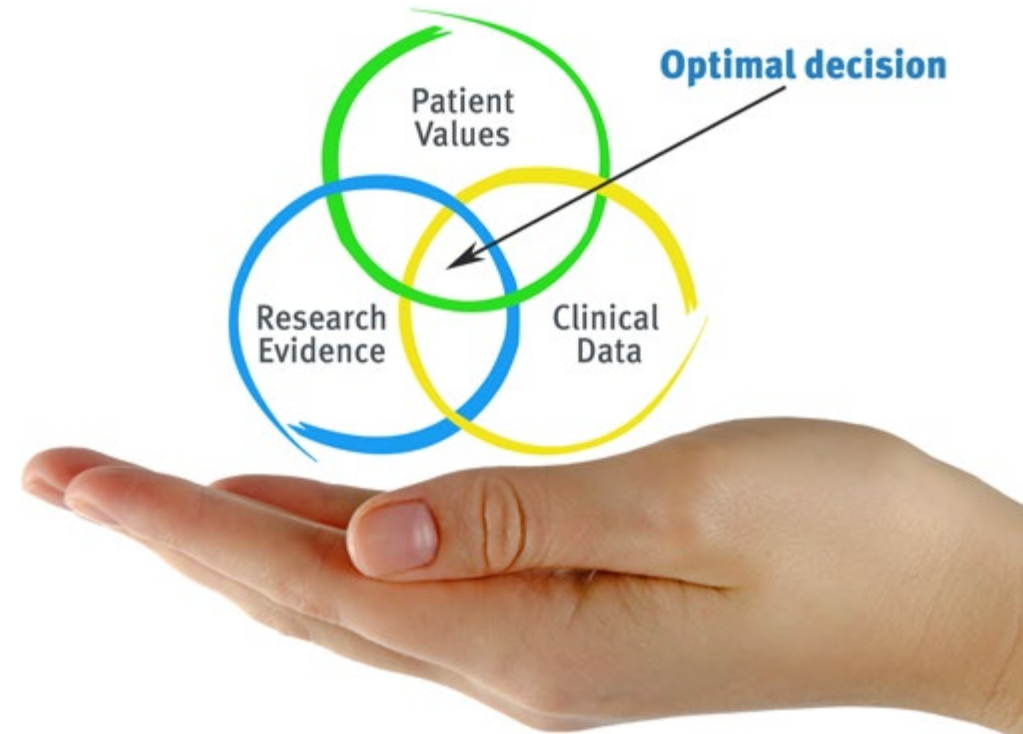 Optimal decision
Patient
Values
Research
Evidence
Clinical
Data